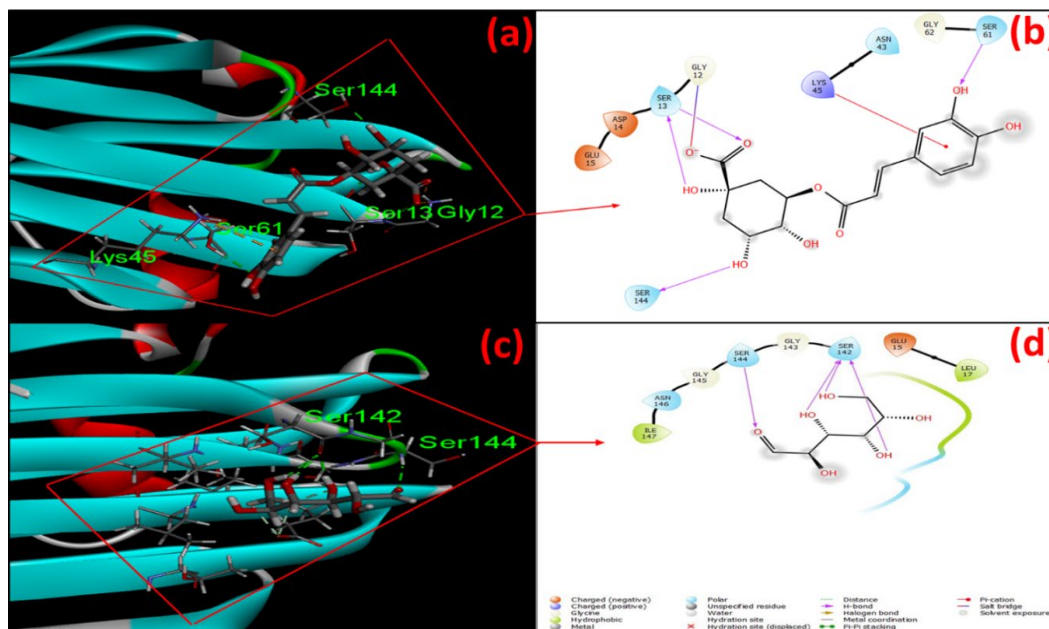 (a)
Ser144
Ser13 Gly12
Ser61
Lys45
(b)
GLY
62
SER
61
ASN
43
LYS
45
GLY
12
SER
13
ASP
14
GLU
15
O
O⁻
HO
O
O
OH
HO
OH
OH
SER
144
(c)
Ser142
Ser144
(d)
SER
144
GLY
143
SER
142
GLU
15
LEU
17
GLY
145
ASN
146
ILE
147
HO
HO
OH
O
OH
OH
Charged (negative)
Charged (positive)
Glycine
Hydrophobic
Metal
Polar
Unspecified residue
Water
Hydration site
Hydration site (displaced)
Distance
H-bond
Halogen bond
Metal coordination
Pi-Pi stacking
Pi-cation
Salt bridge
Solvent exposure